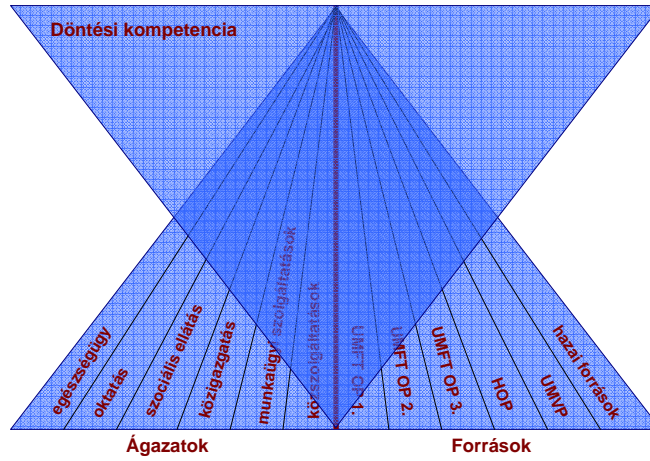 Döntési kompetencia
egészségügy
oktatás
szociális ellátás
közigazgatás
munkaügyi szolgáltatások
közszolgáltatások
UMFT OP 1.
UMFT OP 2.
UMFT OP 3.
HOP
UMVP
hazai források
Ágazatok
Források